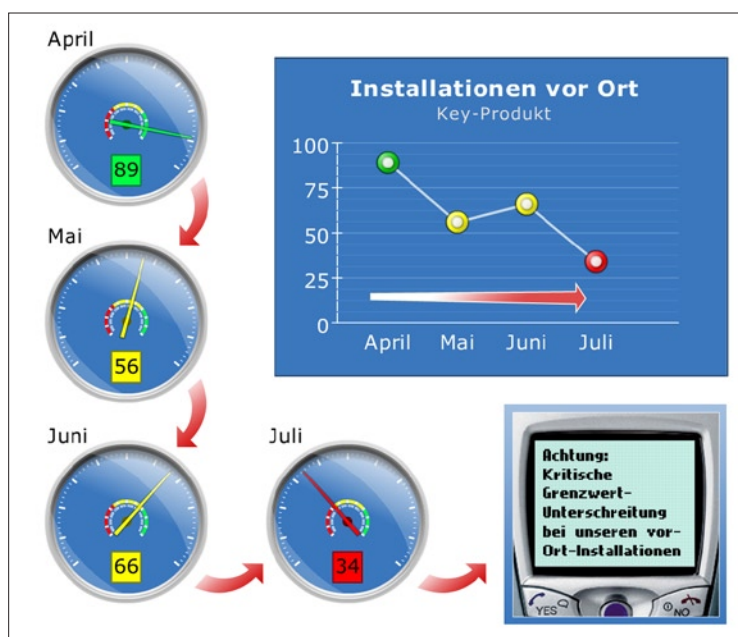 April
89
Mai
56
Juni
66
Juli
34
Installationen vor Ort
Key-Produkt
100
75
50
25
0
April Mai Juni Juli
Achtung:
Kritische
Grenzwert-
Unterschreitung
bei unseren vor-
Ort-Installationen
YES
NO